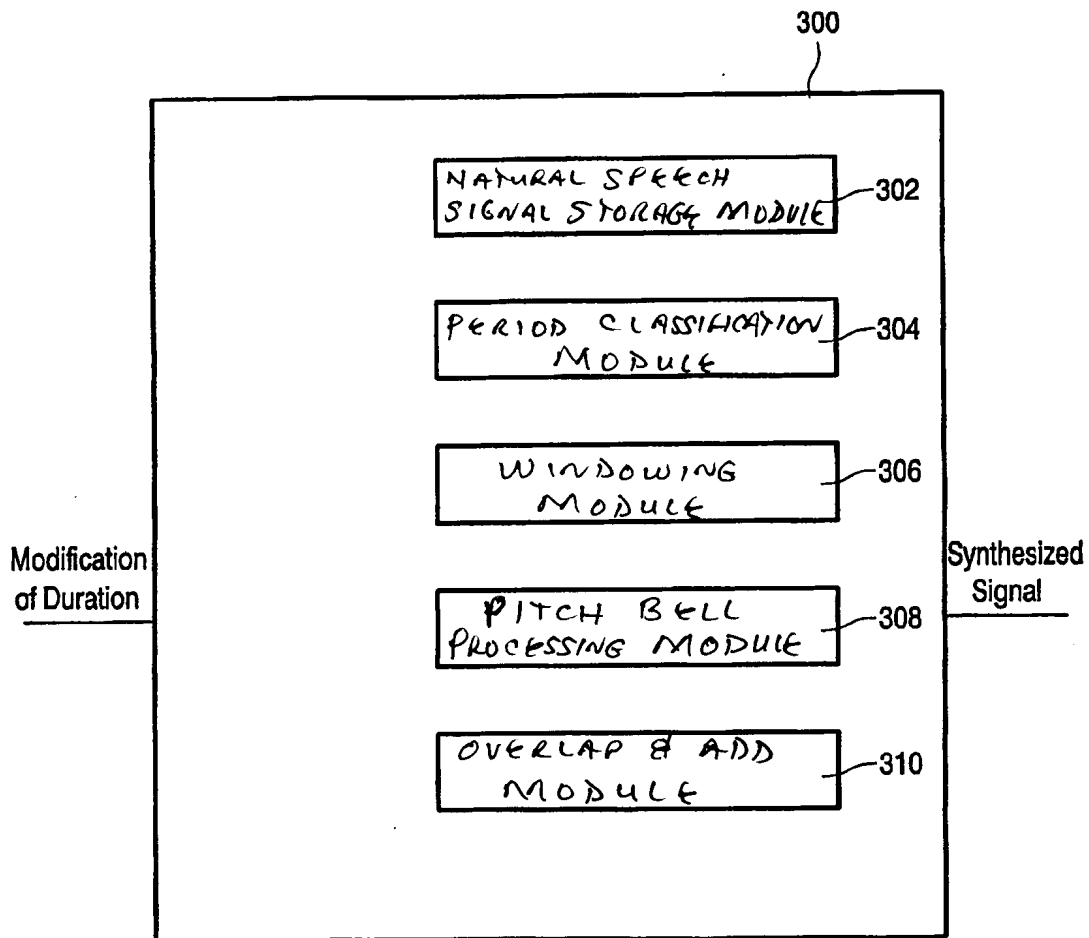 300
NATURAL SPEECH
SIGNAL STORAGE MODULE
302
PERIOD CLASSIFICATION
MODULE
304
WINDOWING
MODULE
306
Modification
of Duration
Synthesized
Signal
PITCH BELL
PROCESSING MODULE
308
OVERLAP & ADD
MODULE
310